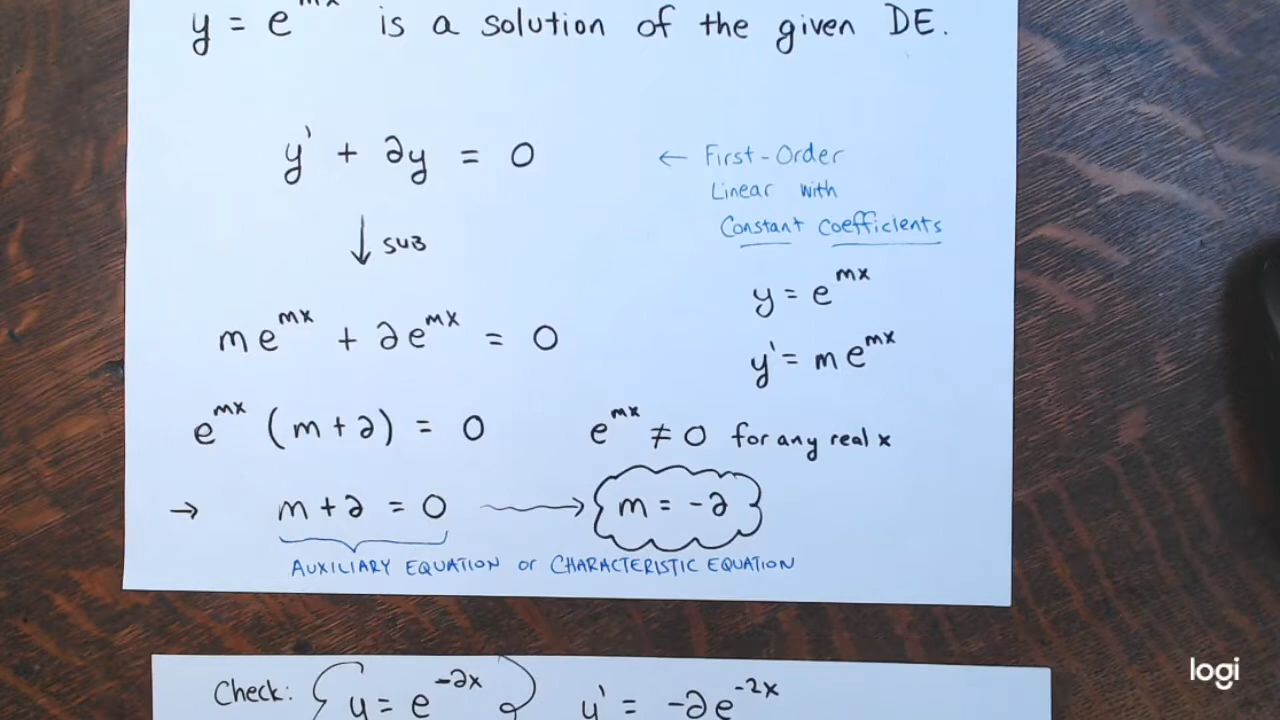 y = e^{mx} is a solution of the given DE.
y' + 2y = 0
← First-Order
Linear with
Constant Coefficients
↓ SUB
y = e^{mx}
me^{mx} + 2e^{mx} = 0
y' = me^{mx}
e^{mx} (m+2) = 0
e^{mx} ≠ 0 for any real x
→ m+2 = 0 → m = -2
AUXILIARY EQUATION or CHARACTERISTIC EQUATION
logi
Check: y = e^{-2x} y' = -2e^{-2x}